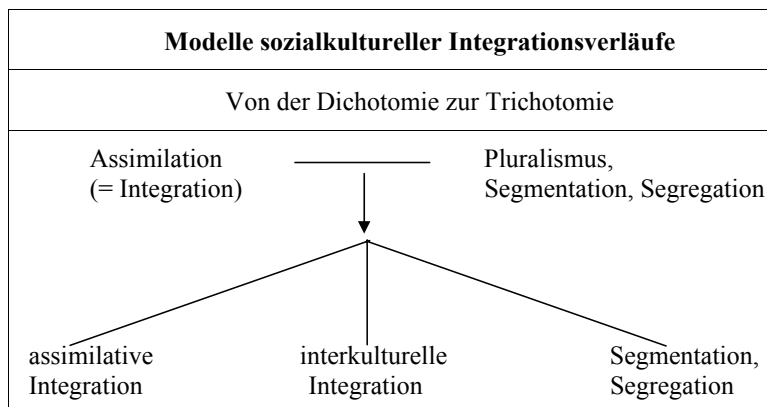 Modelle sozialkultureller Integrationsverläufe
Von der Dichotomie zur Trichotomie
Assimilation
(= Integration)
Pluralismus,
Segmentation, Segregation
assimilative
Integration
interkulturelle
Integration
Segmentation,
Segregation